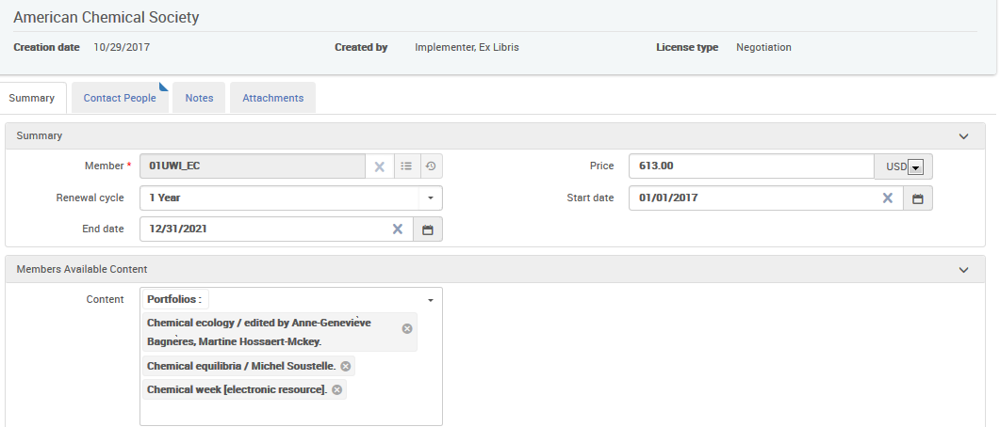 American Chemical Society
Creation date 10/29/2017 Created by Implementer, Ex Libris License type Negotiation
Summary Contact People Notes Attachments
Summary
Member * 01UWI_EC Price 613.00 USD
Renewal cycle 1 Year Start date 01/01/2017
End date 12/31/2021
Members Available Content
Content Portfolios :
Chemical ecology / edited by Anne-Geneviève
Bagnères, Martine Hossaert-Mckey.
Chemical equilibria / Michel Soustelle.
Chemical week [electronic resource].